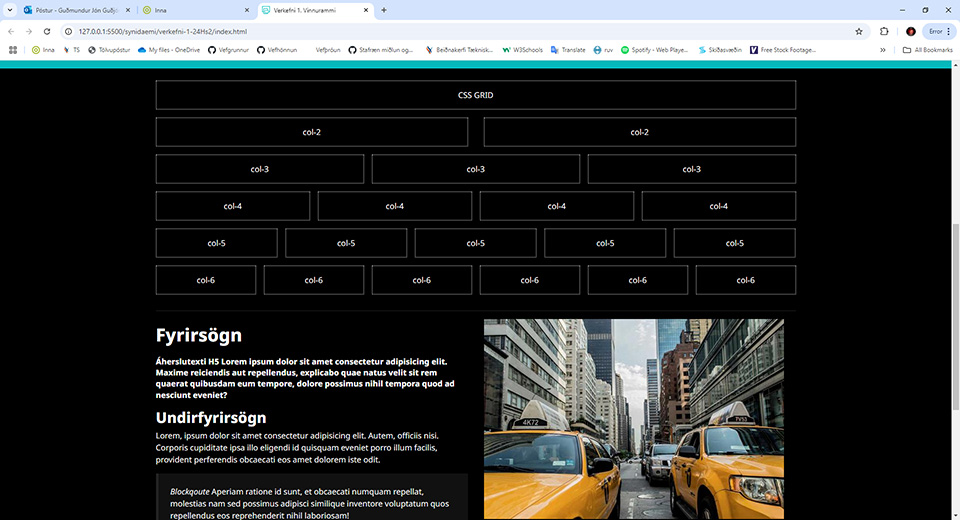 Póstur - Guðmundur Jón Guðjó
Inna
Verkefni 1. Vinnurammi
127.0.0.1:5500/synidaemi/verkefni-1-24Hs2/index.html
Error
Inna
TS
Tölvupóstur
My files - OneDrive
Vefgrunnur
Vefhönnun
Vefþróun
Stafræn miðlun og...
Beiðnakerfi Tæknisk...
W3Schools
Translate
ruv
Spotify - Web Playe...
Skíðasvæðin
Free Stock Footage...
All Bookmarks
CSS GRID
col-2 col-2
col-3 col-3 col-3
col-4 col-4 col-4 col-4
col-5 col-5 col-5 col-5 col-5
col-6 col-6 col-6 col-6 col-6 col-6
Fyrirsögn
Áherslutexti H5 Lorem ipsum dolor sit amet consectetur adipisicing elit.
Maxime reiciendis aut repellendus, explicabo quae natus velit sit rem
quaerat quibusdam eum tempore, dolore possimus nihil tempora quod ad
nesciunt eveniet?
Undirfyrirsögn
Lorem, ipsum dolor sit amet consectetur adipisicing elit. Autem, officiis nisi.
Corporis cupiditate ipsa illo eligendi id quisquam eveniet porro illum facilis,
provident perferendis obcaecati eos amet dolorem iste odit.
Blockqoute Aperiam ratione id sunt, et obcaecati numquam repellat,
molestias nam sed possimus adipisci similique inventore voluptatum quos
repellendus eos reprehenderit nihil laboriosam!
4K72
7V53